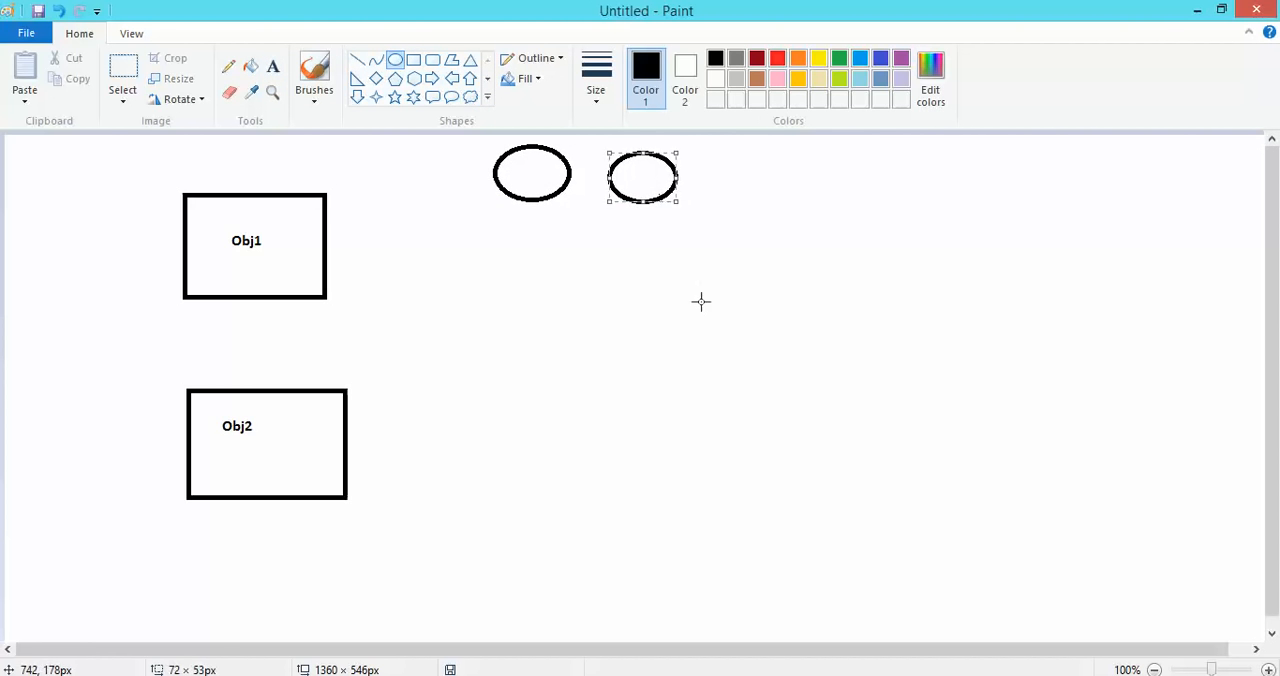 Untitled - Paint
File Home View
Paste
Cut
Copy
Clipboard
Select
Crop
Resize
Rotate
Image
A
Tools
Brushes
Shapes
Outline
Fill
Size
Color
1
Color
2
Edit
colors
Colors
Obj1
Obj2
742, 178px
72 × 53px
1360 × 546px
100%